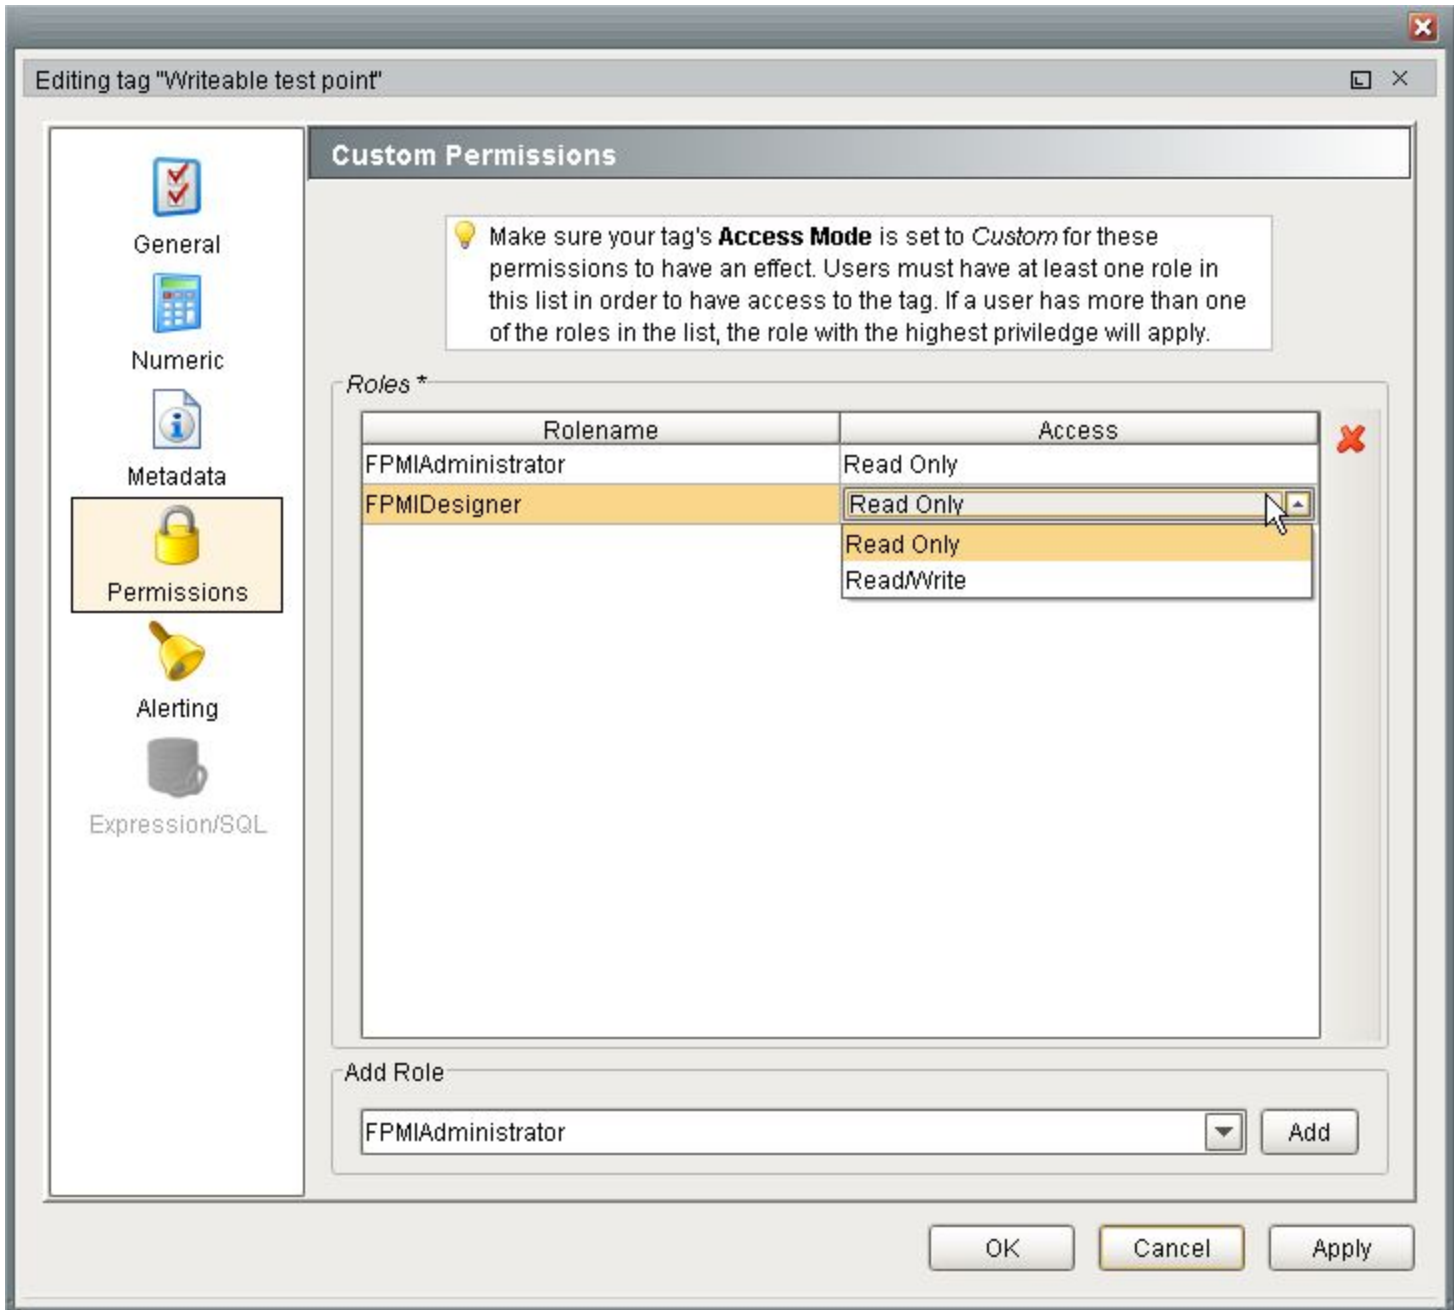 Editing tag "Writeable test point"
General
Numeric
Metadata
Permissions
Alerting
Expression/SQL
Custom Permissions
Make sure your tag's Access Mode is set to Custom for these
permissions to have an effect. Users must have at least one role in
this list in order to have access to the tag. If a user has more than one
of the roles in the list, the role with the highest priviledge will apply.
Roles *
Rolename Access
FPMIAdministrator Read Only
FPMIDesigner Read Only
Read Only
Read/Write
Add Role
FPMIAdministrator Add
OK Cancel Apply